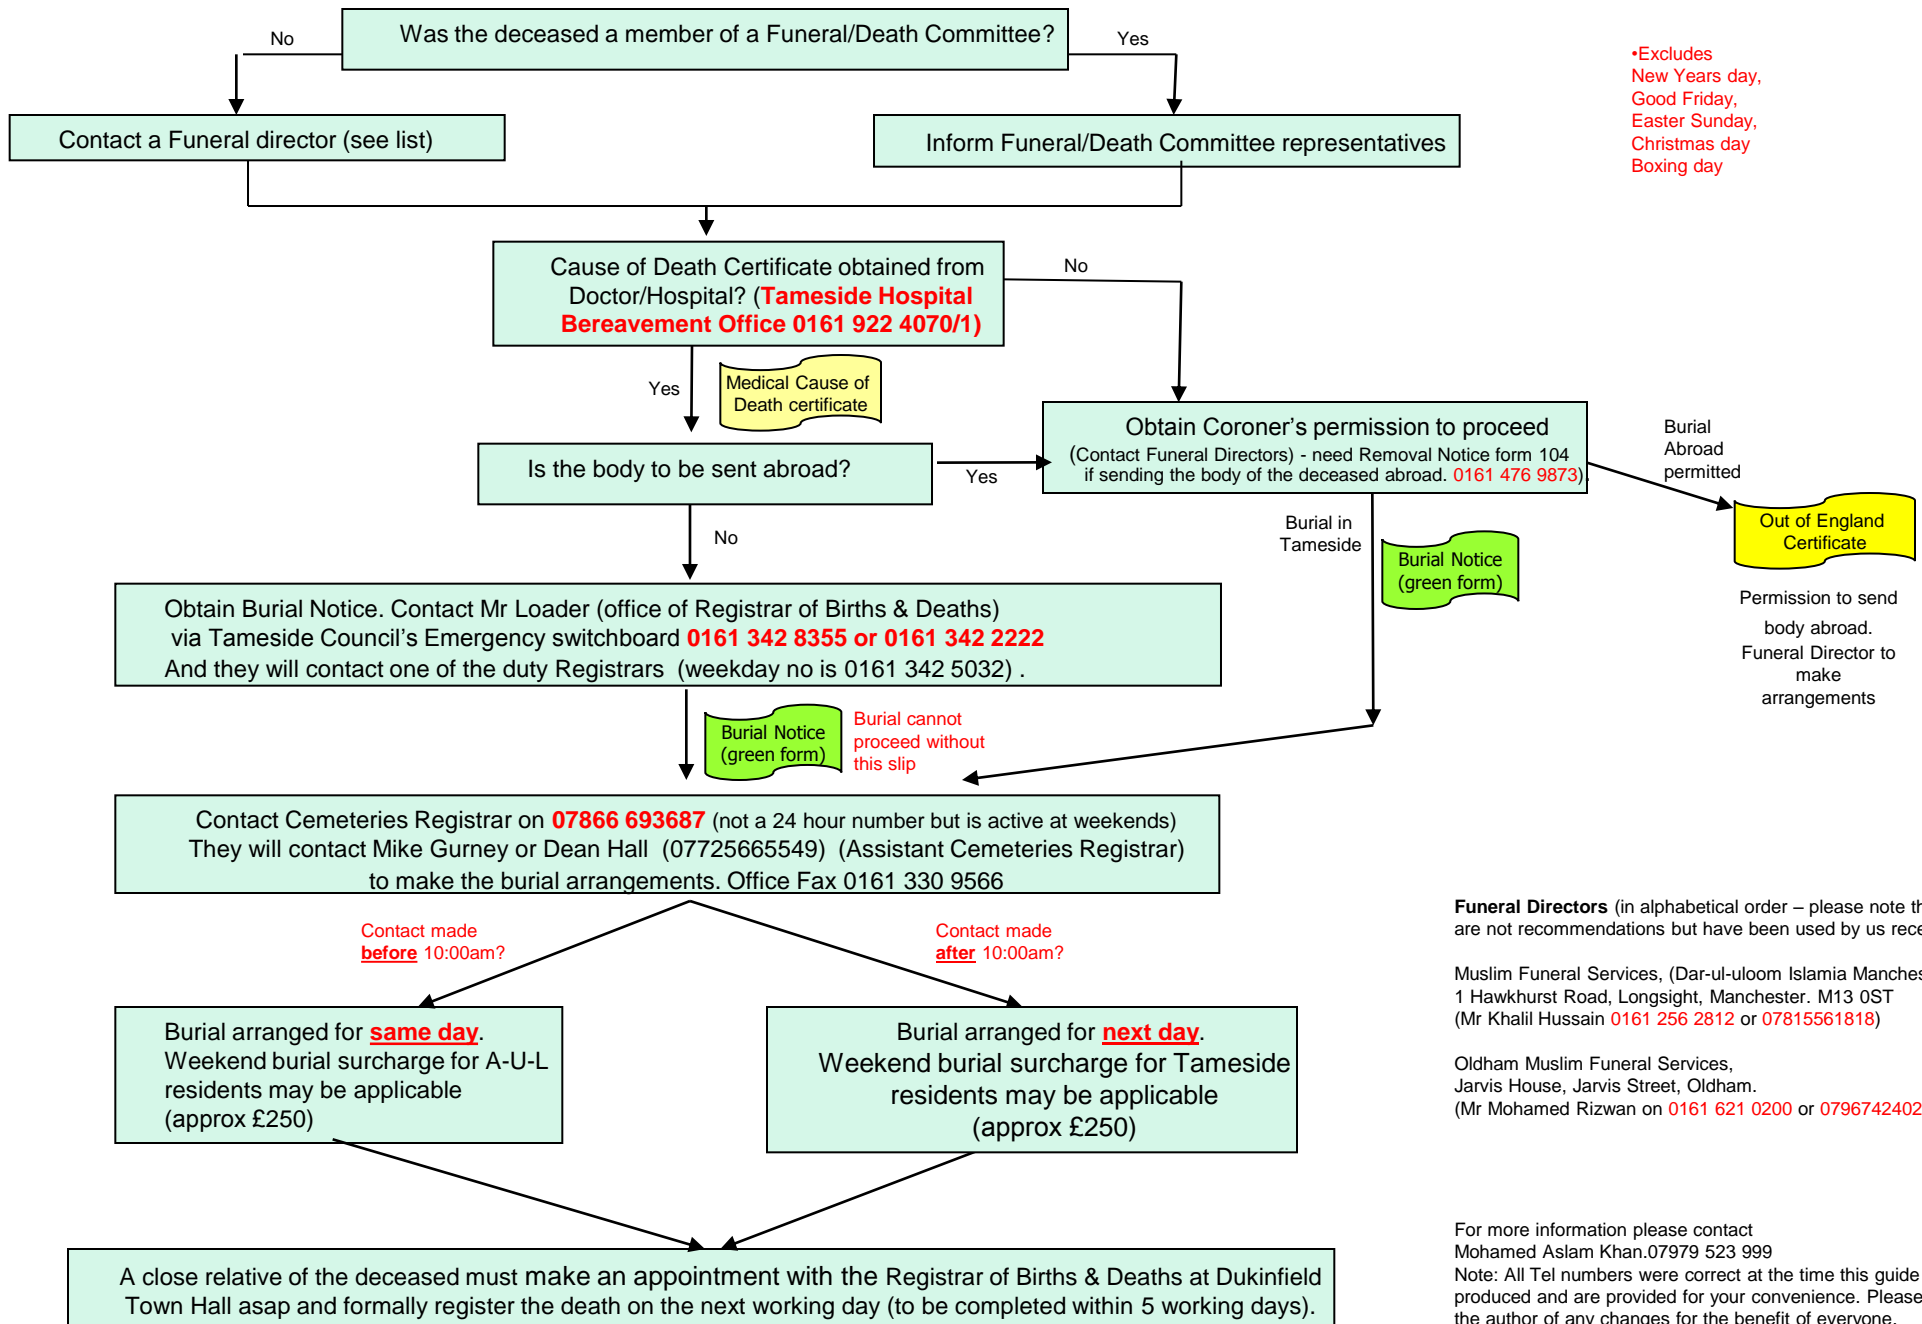 Was the deceased a member of a Funeral/Death Committee?
No
Yes
•Excludes
New Years day,
Good Friday,
Easter Sunday,
Christmas day
Boxing day
Contact a Funeral director (see list)
Inform Funeral/Death Committee representatives
Cause of Death Certificate obtained from
Doctor/Hospital? (Tameside Hospital
Bereavement Office 0161 922 4070/1)
No
Yes
Medical Cause of
Death certificate
Obtain Coroner's permission to proceed
(Contact Funeral Directors) - need Removal Notice form 104
if sending the body of the deceased abroad. 0161 476 9873).
Burial
Abroad
permitted
Is the body to be sent abroad?
Yes
No
Burial in
Tameside
Burial Notice
(green form)
Out of England
Certificate
Permission to send
body abroad.
Funeral Director to
make
arrangements
Obtain Burial Notice. Contact Mr Loader (office of Registrar of Births & Deaths)
via Tameside Council's Emergency switchboard 0161 342 8355 or 0161 342 2222
And they will contact one of the duty Registrars (weekday no is 0161 342 5032) .
Burial Notice
(green form)
Burial cannot
proceed without
this slip
Contact Cemeteries Registrar on 07866 693687 (not a 24 hour number but is active at weekends)
They will contact Mike Gurney or Dean Hall (07725665549) (Assistant Cemeteries Registrar)
to make the burial arrangements. Office Fax 0161 330 9566
Contact made
before 10:00am?
Contact made
after 10:00am?
Burial arranged for same day.
Weekend burial surcharge for A-U-L
residents may be applicable
(approx £250)
Burial arranged for next day.
Weekend burial surcharge for Tameside
residents may be applicable
(approx £250)
Funeral Directors (in alphabetical order – please note
are not recommendations but have been used by us
Muslim Funeral Services, (Dar-ul-uloom Islamia
1 Hawkhurst Road, Longsight, Manchester. M13 0ST
(Mr Khalil Hussain 0161 256 2812 or 07815561818)
Oldham Muslim Funeral Services,
Jarvis House, Jarvis Street, Oldham.
(Mr Mohamed Rizwan on 0161 621 0200 or 0796742402
A close relative of the deceased must make an appointment with the Registrar of Births & Deaths at Dukinfield
Town Hall asap and formally register the death on the next working day (to be completed within 5 working days).
For more information please contact
Mohamed Aslam Khan.07979 523 999
Note: All Tel numbers were correct at the time this guide
produced and are provided for your convenience. Please
the author of any changes for the benefit of everyone.